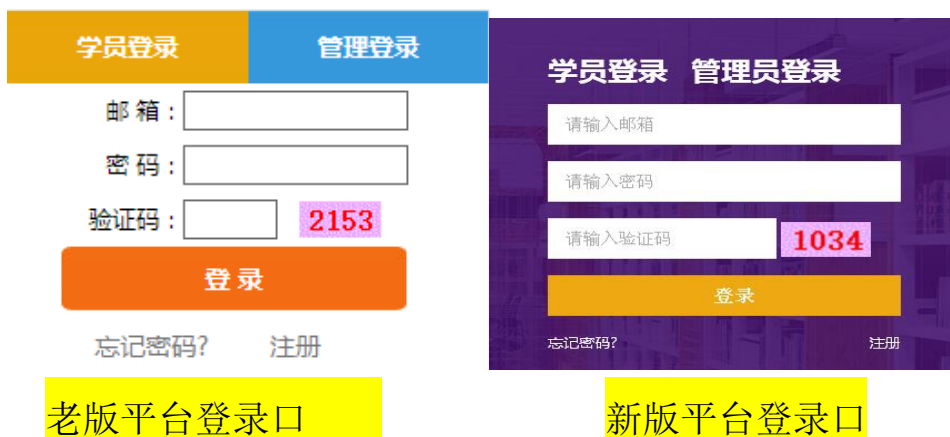 学员登录 管理登录
邮 箱：
密 码：
验证码： 2153
登 录
忘记密码? 注册
老版平台登录口
学员登录 管理员登录
请输入邮箱
请输入密码
请输入验证码 1034
登录
忘记密码? 注册
新版平台登录口